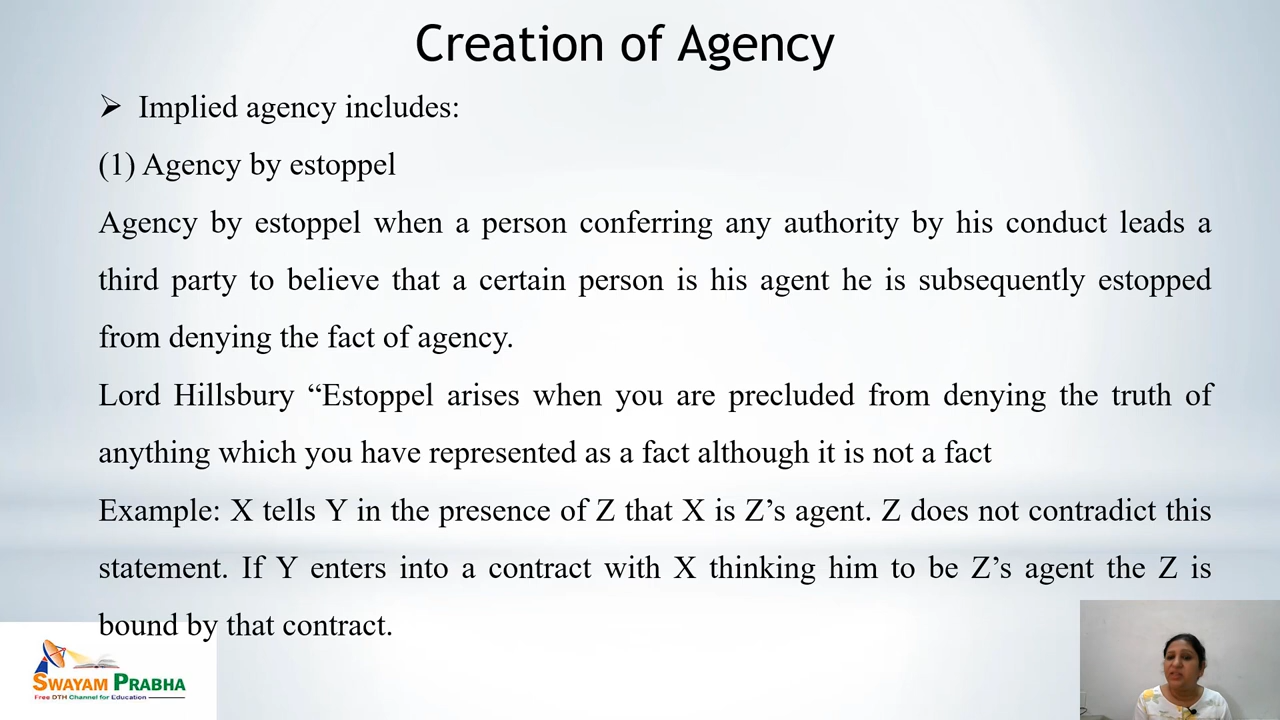 Creation of Agency
➢ Implied agency includes:
(1) Agency by estoppel
Agency by estoppel when a person conferring any authority by his conduct leads a
third party to believe that a certain person is his agent he is subsequently estopped
from denying the fact of agency.
Lord Hillsbury “Estoppel arises when you are precluded from denying the truth of
anything which you have represented as a fact although it is not a fact
Example: X tells Y in the presence of Z that X is Z’s agent. Z does not contradict this
statement. If Y enters into a contract with X thinking him to be Z’s agent the Z is
bound by that contract.
SWAYAM PRABHA
Free DTH Channel for Education